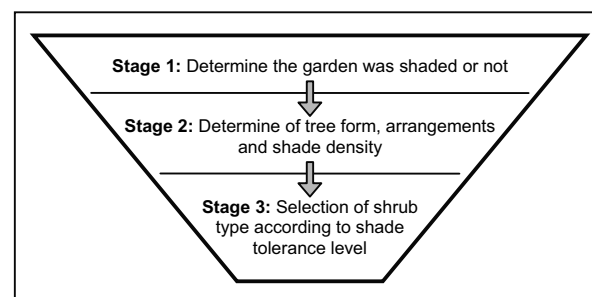 Stage 1: Determine the garden was shaded or not
Stage 2: Determine of tree form, arrangements
and shade density
Stage 3: Selection of shrub
type according to shade
tolerance level